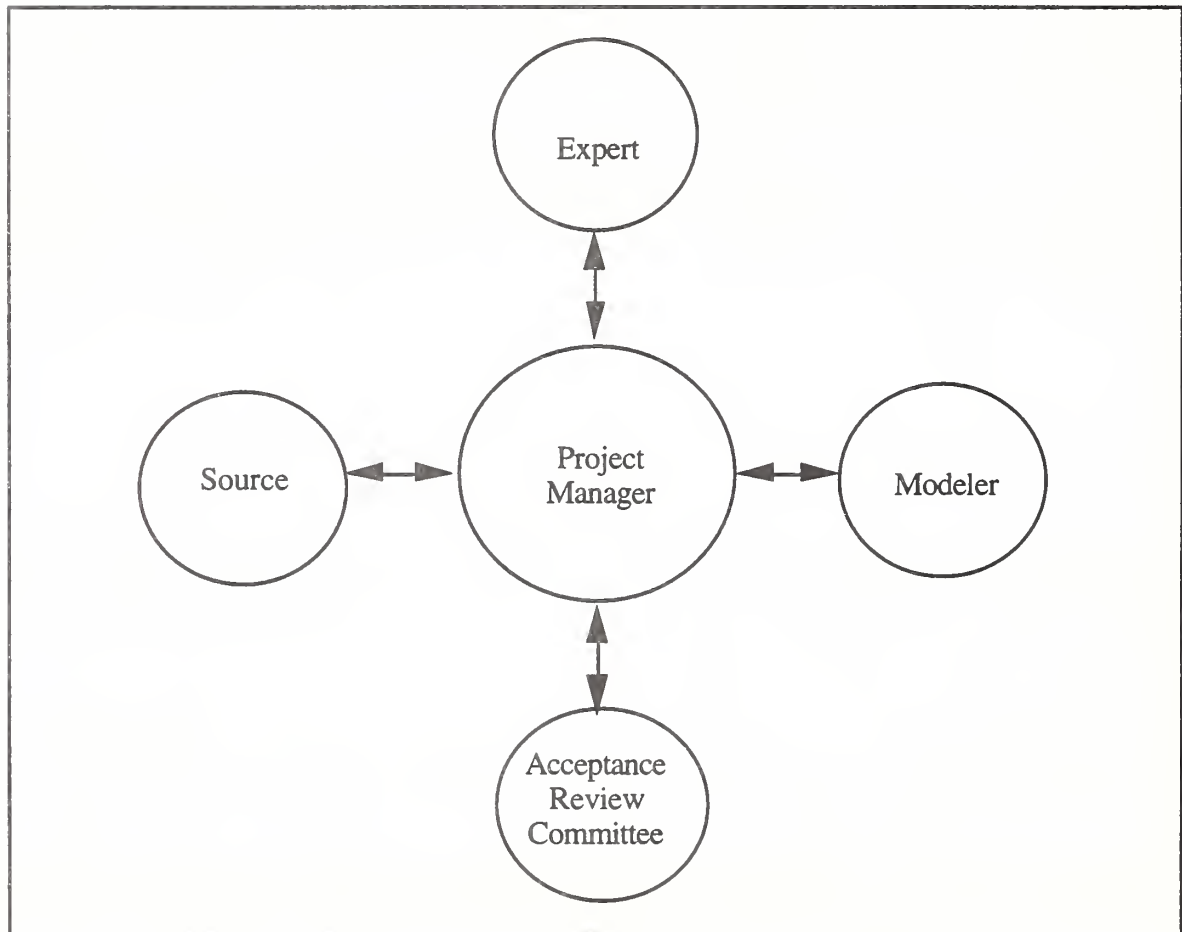 Expert
Source
Project
Manager
Modeler
Acceptance
Review
Committee